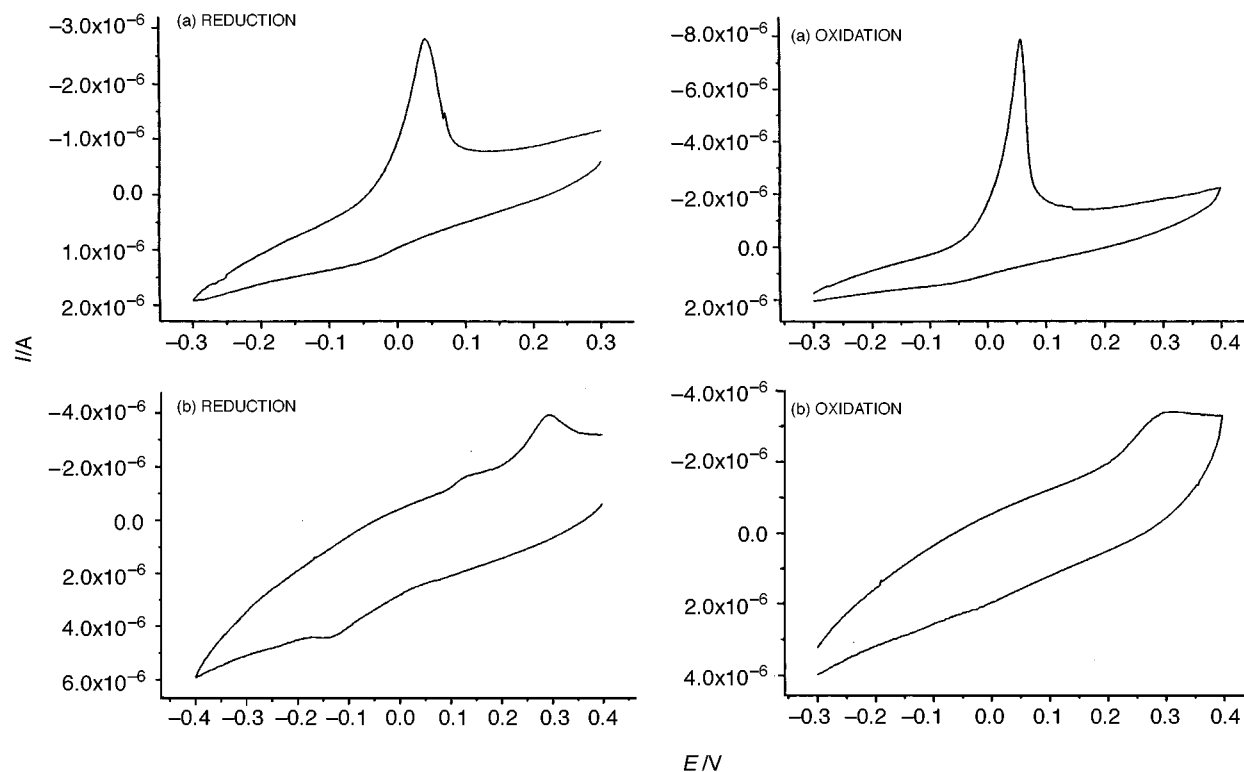 (a) REDUCTION
−3.0x10⁻⁶
−2.0x10⁻⁶
−1.0x10⁻⁶
0.0
1.0x10⁻⁶
2.0x10⁻⁶
−0.3 −0.2 −0.1 0.0 0.1 0.2 0.3
(a) OXIDATION
−8.0x10⁻⁶
−6.0x10⁻⁶
−4.0x10⁻⁶
−2.0x10⁻⁶
0.0
2.0x10⁻⁶
−0.3 −0.2 −0.1 0.0 0.1 0.2 0.3 0.4
I/A
(b) REDUCTION
−4.0x10⁻⁶
−2.0x10⁻⁶
0.0
2.0x10⁻⁶
4.0x10⁻⁶
6.0x10⁻⁶
−0.4 −0.3 −0.2 −0.1 0.0 0.1 0.2 0.3 0.4
(b) OXIDATION
−4.0x10⁻⁶
−2.0x10⁻⁶
0.0
2.0x10⁻⁶
4.0x10⁻⁶
−0.3 −0.2 −0.1 0.0 0.1 0.2 0.3 0.4
E/V